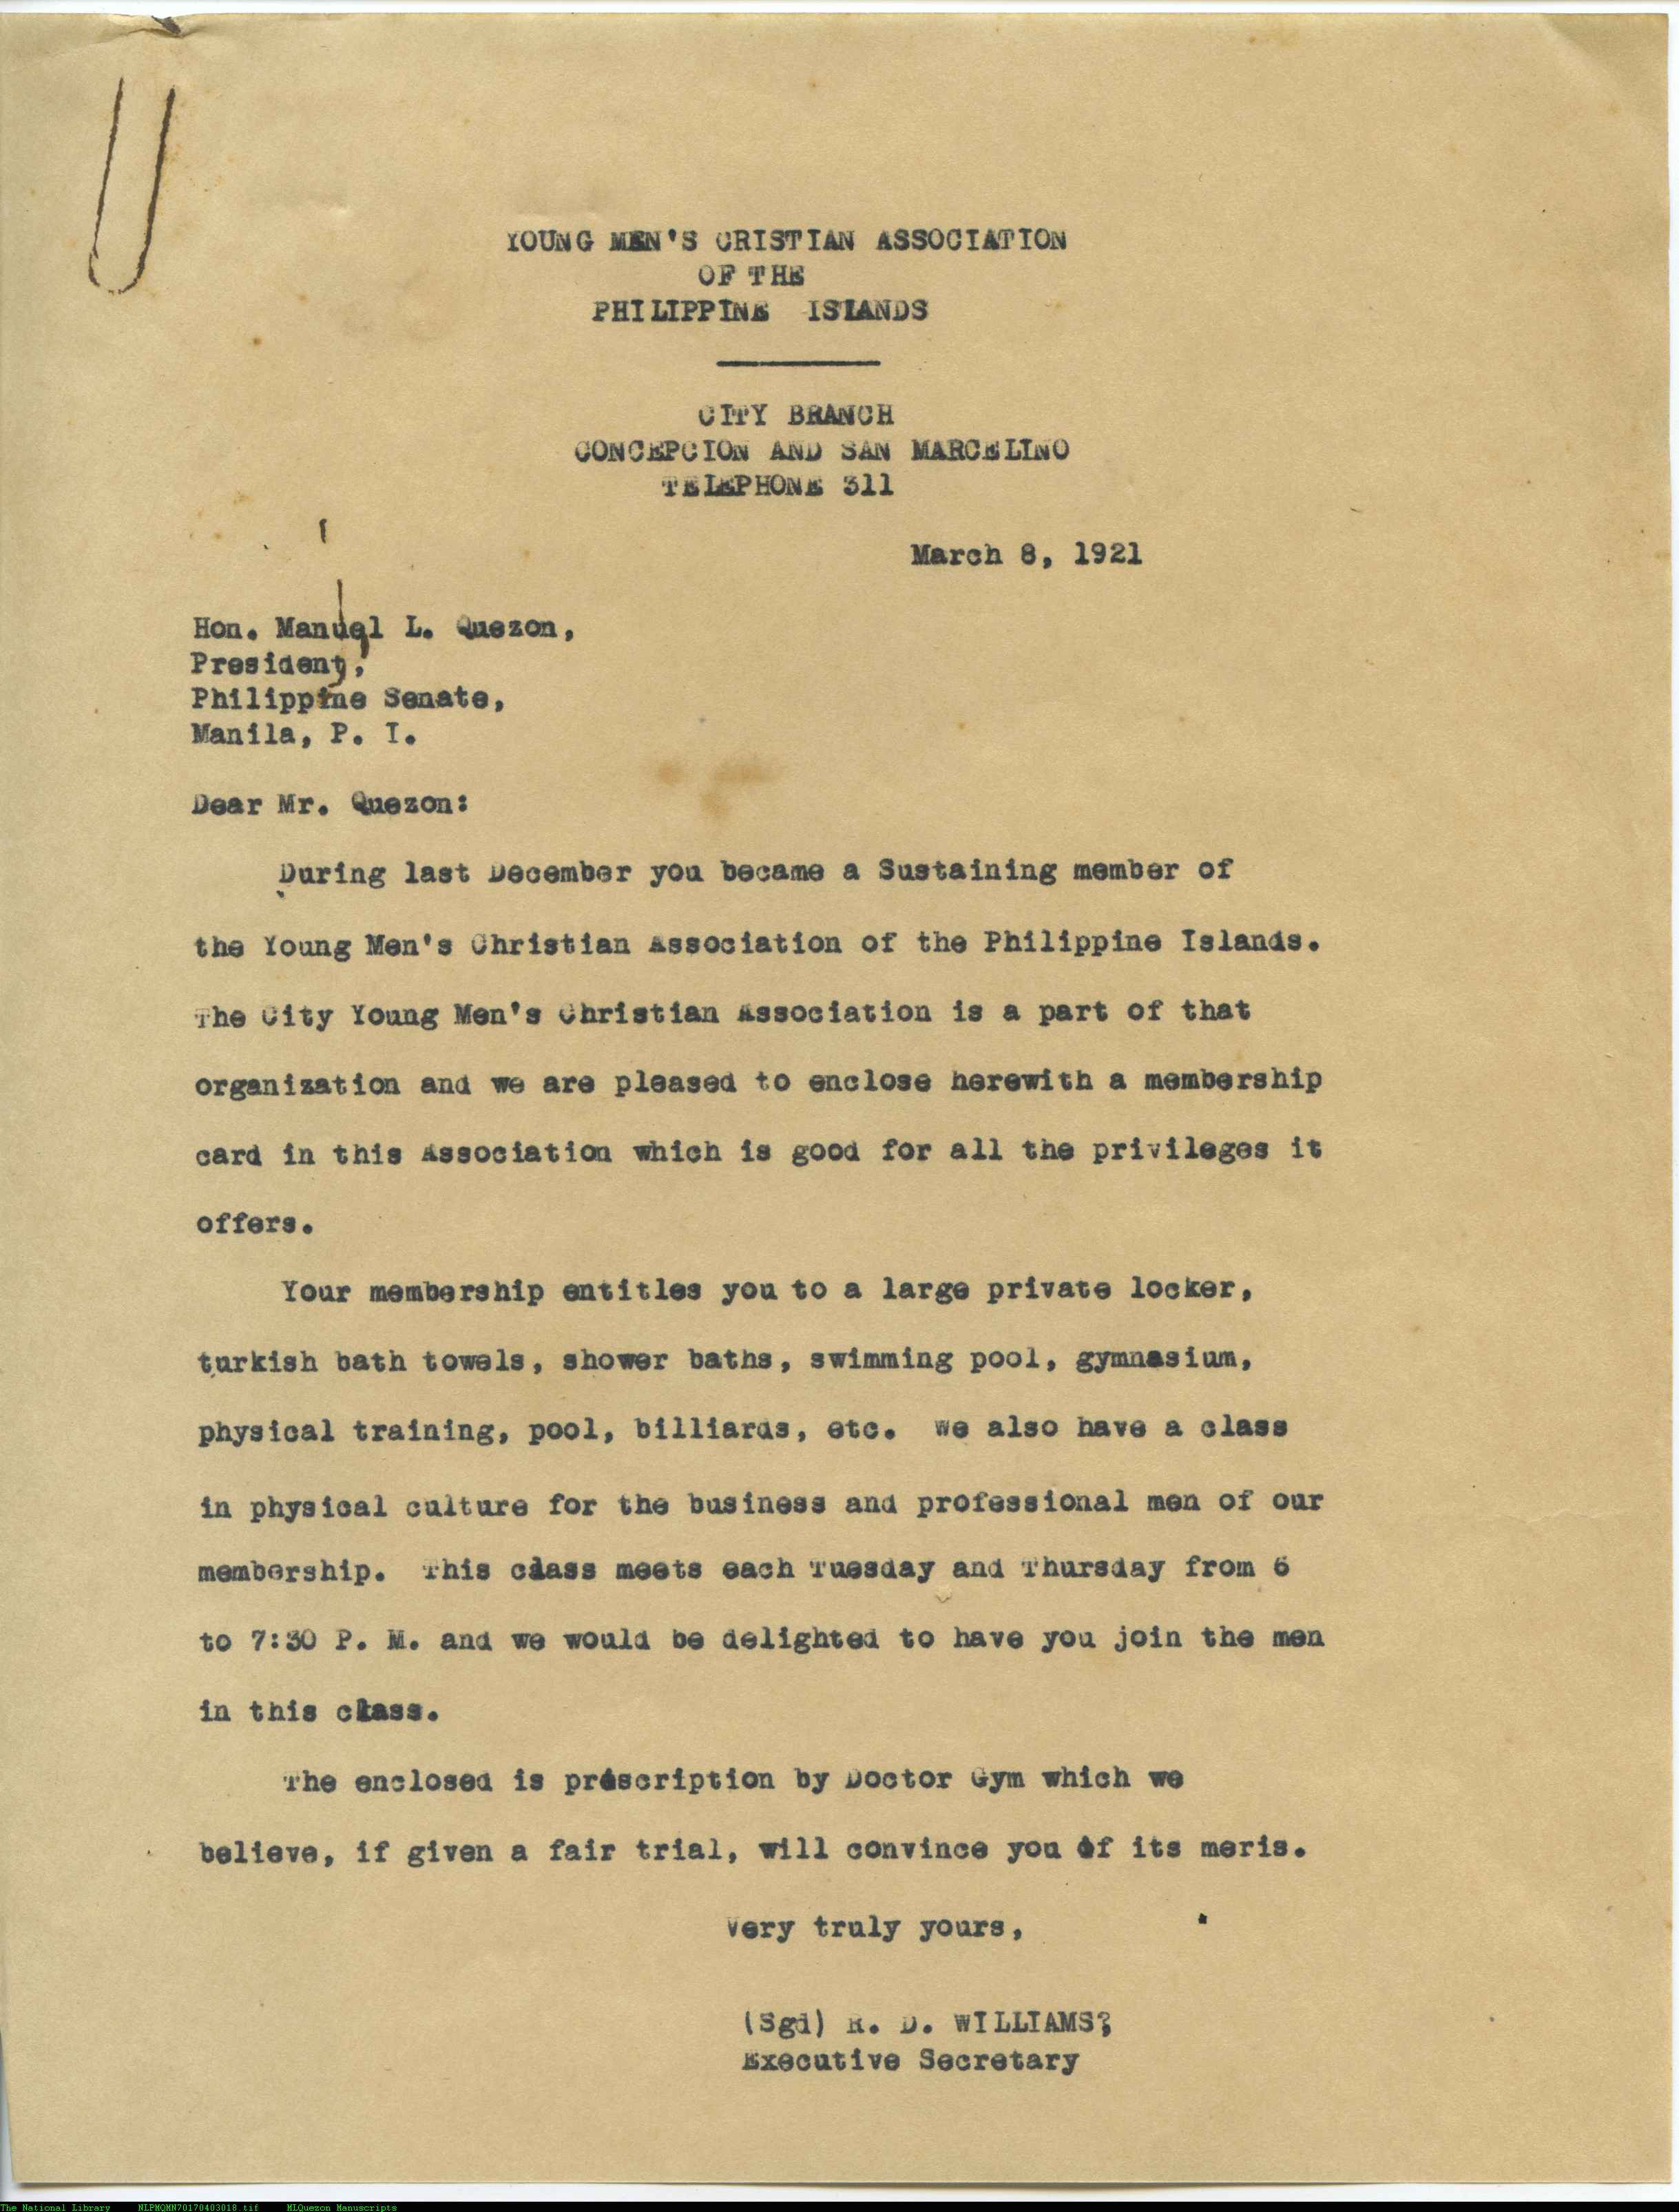 YOUNG MEN'S CRISTIAN ASSOCIATION
OF THE
PHILIPPINE ISLANDS
CITY BRANCH
CONCEPCION AND SAN MARCELINO
TELEPHONE 311
March 8, 1921
Hon. Manuel L. Quezon,
President,
Philippine Senate,
Manila, P. I.
Dear Mr. Quezon:
During last December you became a Sustaining member of
the Young Men's Christian Association of the Philippine Islands.
The City Young Men's Christian Association is a part of that
organization and we are pleased to enclose herewith a membership
card in this Association which is good for all the privileges it
offers.
Your membership entitles you to a large private locker,
turkish bath towels, shower baths, swimming pool, gymnasium,
physical training, pool, billiards, etc. We also have a class
in physical culture for the business and professional men of our
membership. This class meets each Tuesday and Thursday from 6
to 7:30 P. M. and we would be delighted to have you join the men
in this class.
The enclosed is prescription by Doctor Gym which we
believe, if given a fair trial, will convince you of its meris.
Very truly yours,
(Sgd) R. D. WILLIAMS?
Executive Secretary
The National Library NLPMQMN70170403018.tif MLQuezon Manuscripts